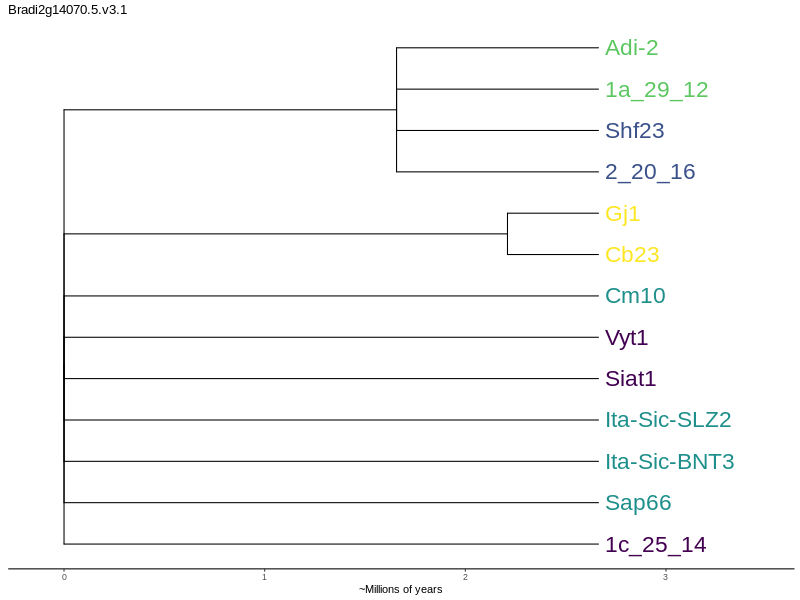 Bradi2g14070.5.v3.1
Adi-2
1a_29_12
Shf23
2_20_16
Gj1
Cb23
Cm10
Vyt1
Siat1
Ita-Sic-SLZ2
Ita-Sic-BNT3
Sap66
1c_25_14
0 1 2 3
~Millions of years